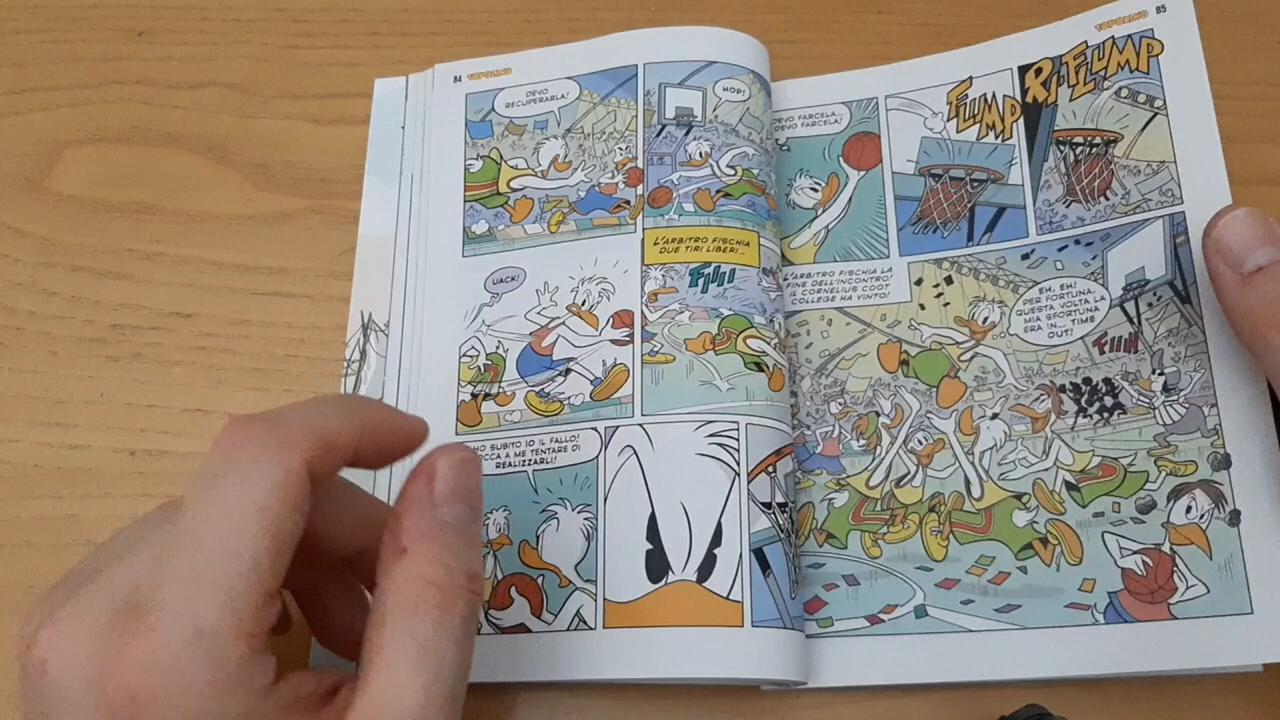 84 TOPOLINO
DEVO
RECUPERARLA!
HOP!
UACK!
L'ARBITRO FISCHIA
DUE TIRI LIBERI...
FIIII
HO SUBITO IO IL FALLO!
TOCCA A ME TENTARE DI
REALIZZARLI!
TOPOLINO 85
DEVO FARCELA...
DEVO FARCELA!
FLUMP
RI-FLUMP
L'ARBITRO FISCHIA LA
FINE DELL'INCONTRO!
IL CORNELIUS COOT
COLLEGE HA VINTO!
EH, EH!
PER FORTUNA,
QUESTA VOLTA LA
MIA SFORTUNA
ERA IN... TIME
OUT!
FIIIII